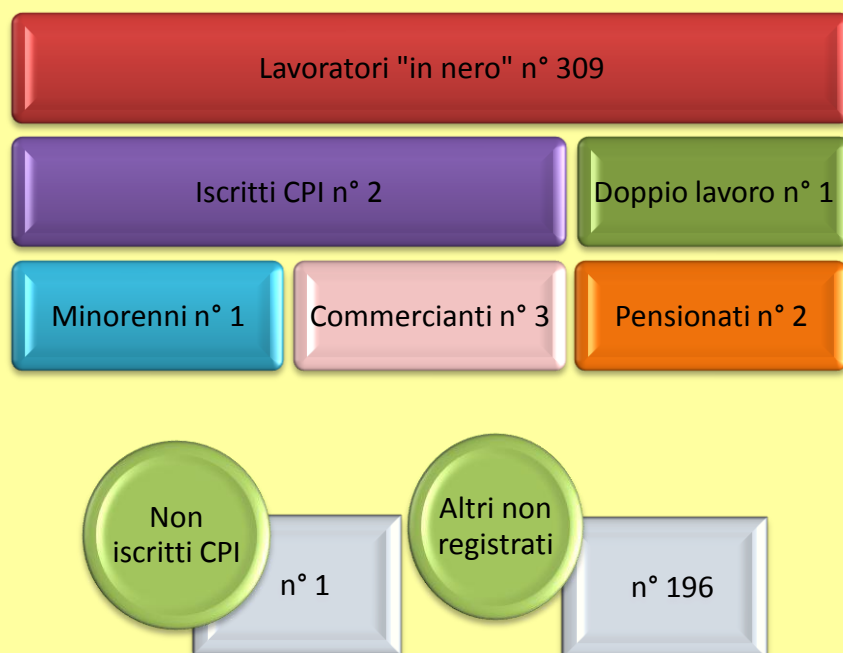 Lavoratori "in nero" n° 309
Iscritti CPI n° 2
Doppio lavoro n° 1
Minorenni n° 1
Commercianti n° 3
Pensionati n° 2
Non
iscritti CPI
n° 1
Altri non
registrati
n° 196